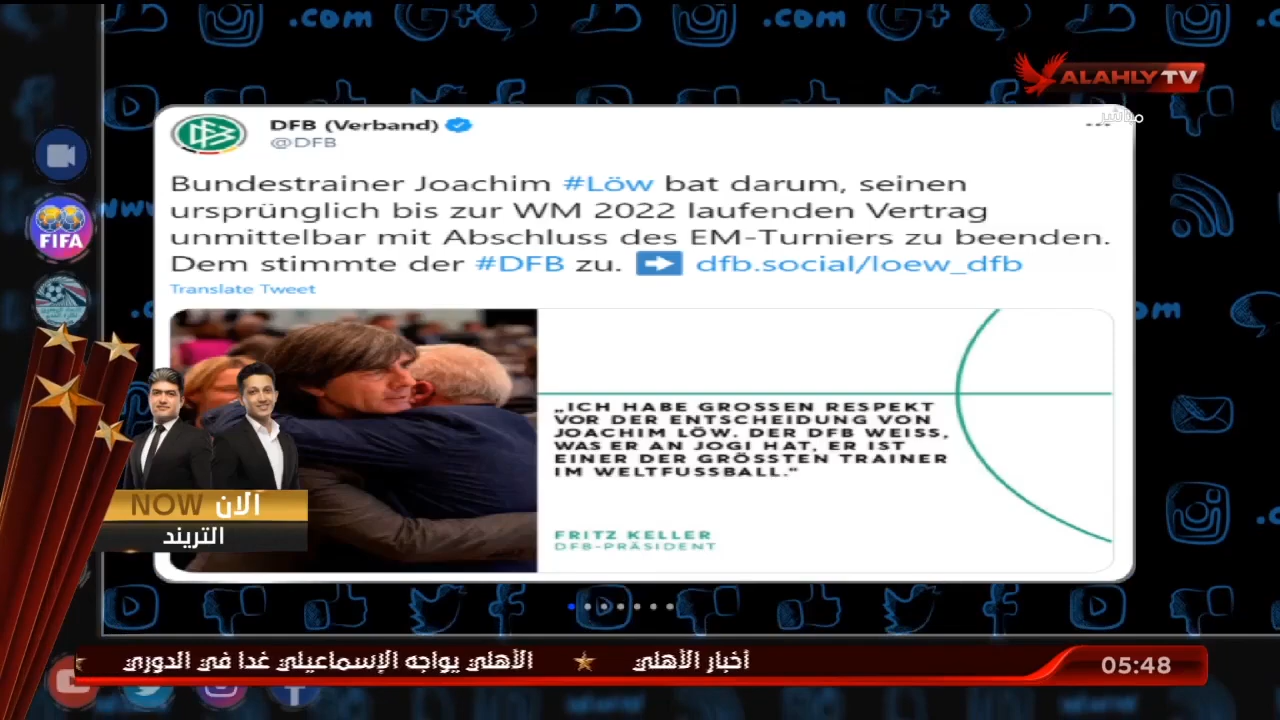 ALAHLY TV
مباشر
DFB (Verband)
@DFB
Bundestrainer Joachim #Löw bat darum, seinen
ursprünglich bis zur WM 2022 laufenden Vertrag
unmittelbar mit Abschluss des EM-Turniers zu beenden.
Dem stimmte der #DFB zu. ➡ dfb.social/loew_dfb
Translate Tweet
FIFA
„ICH HABE GROSSEN RESPEKT
VOR DER ENTSCHEIDUNG VON
JOACHIM LÖW. DER DFB WEISS,
WAS ER AN JOGI HAT, ER IST
EINER DER GRÖSSTEN TRAINER
IM WELTFUSSBALL."
FRITZ KELLER
DFB-PRÄSIDENT
NOW الآن
التريند
أخبار الأهلي ★ الأهلي يواجه الإسماعيلي غدا في الدوري
05:48